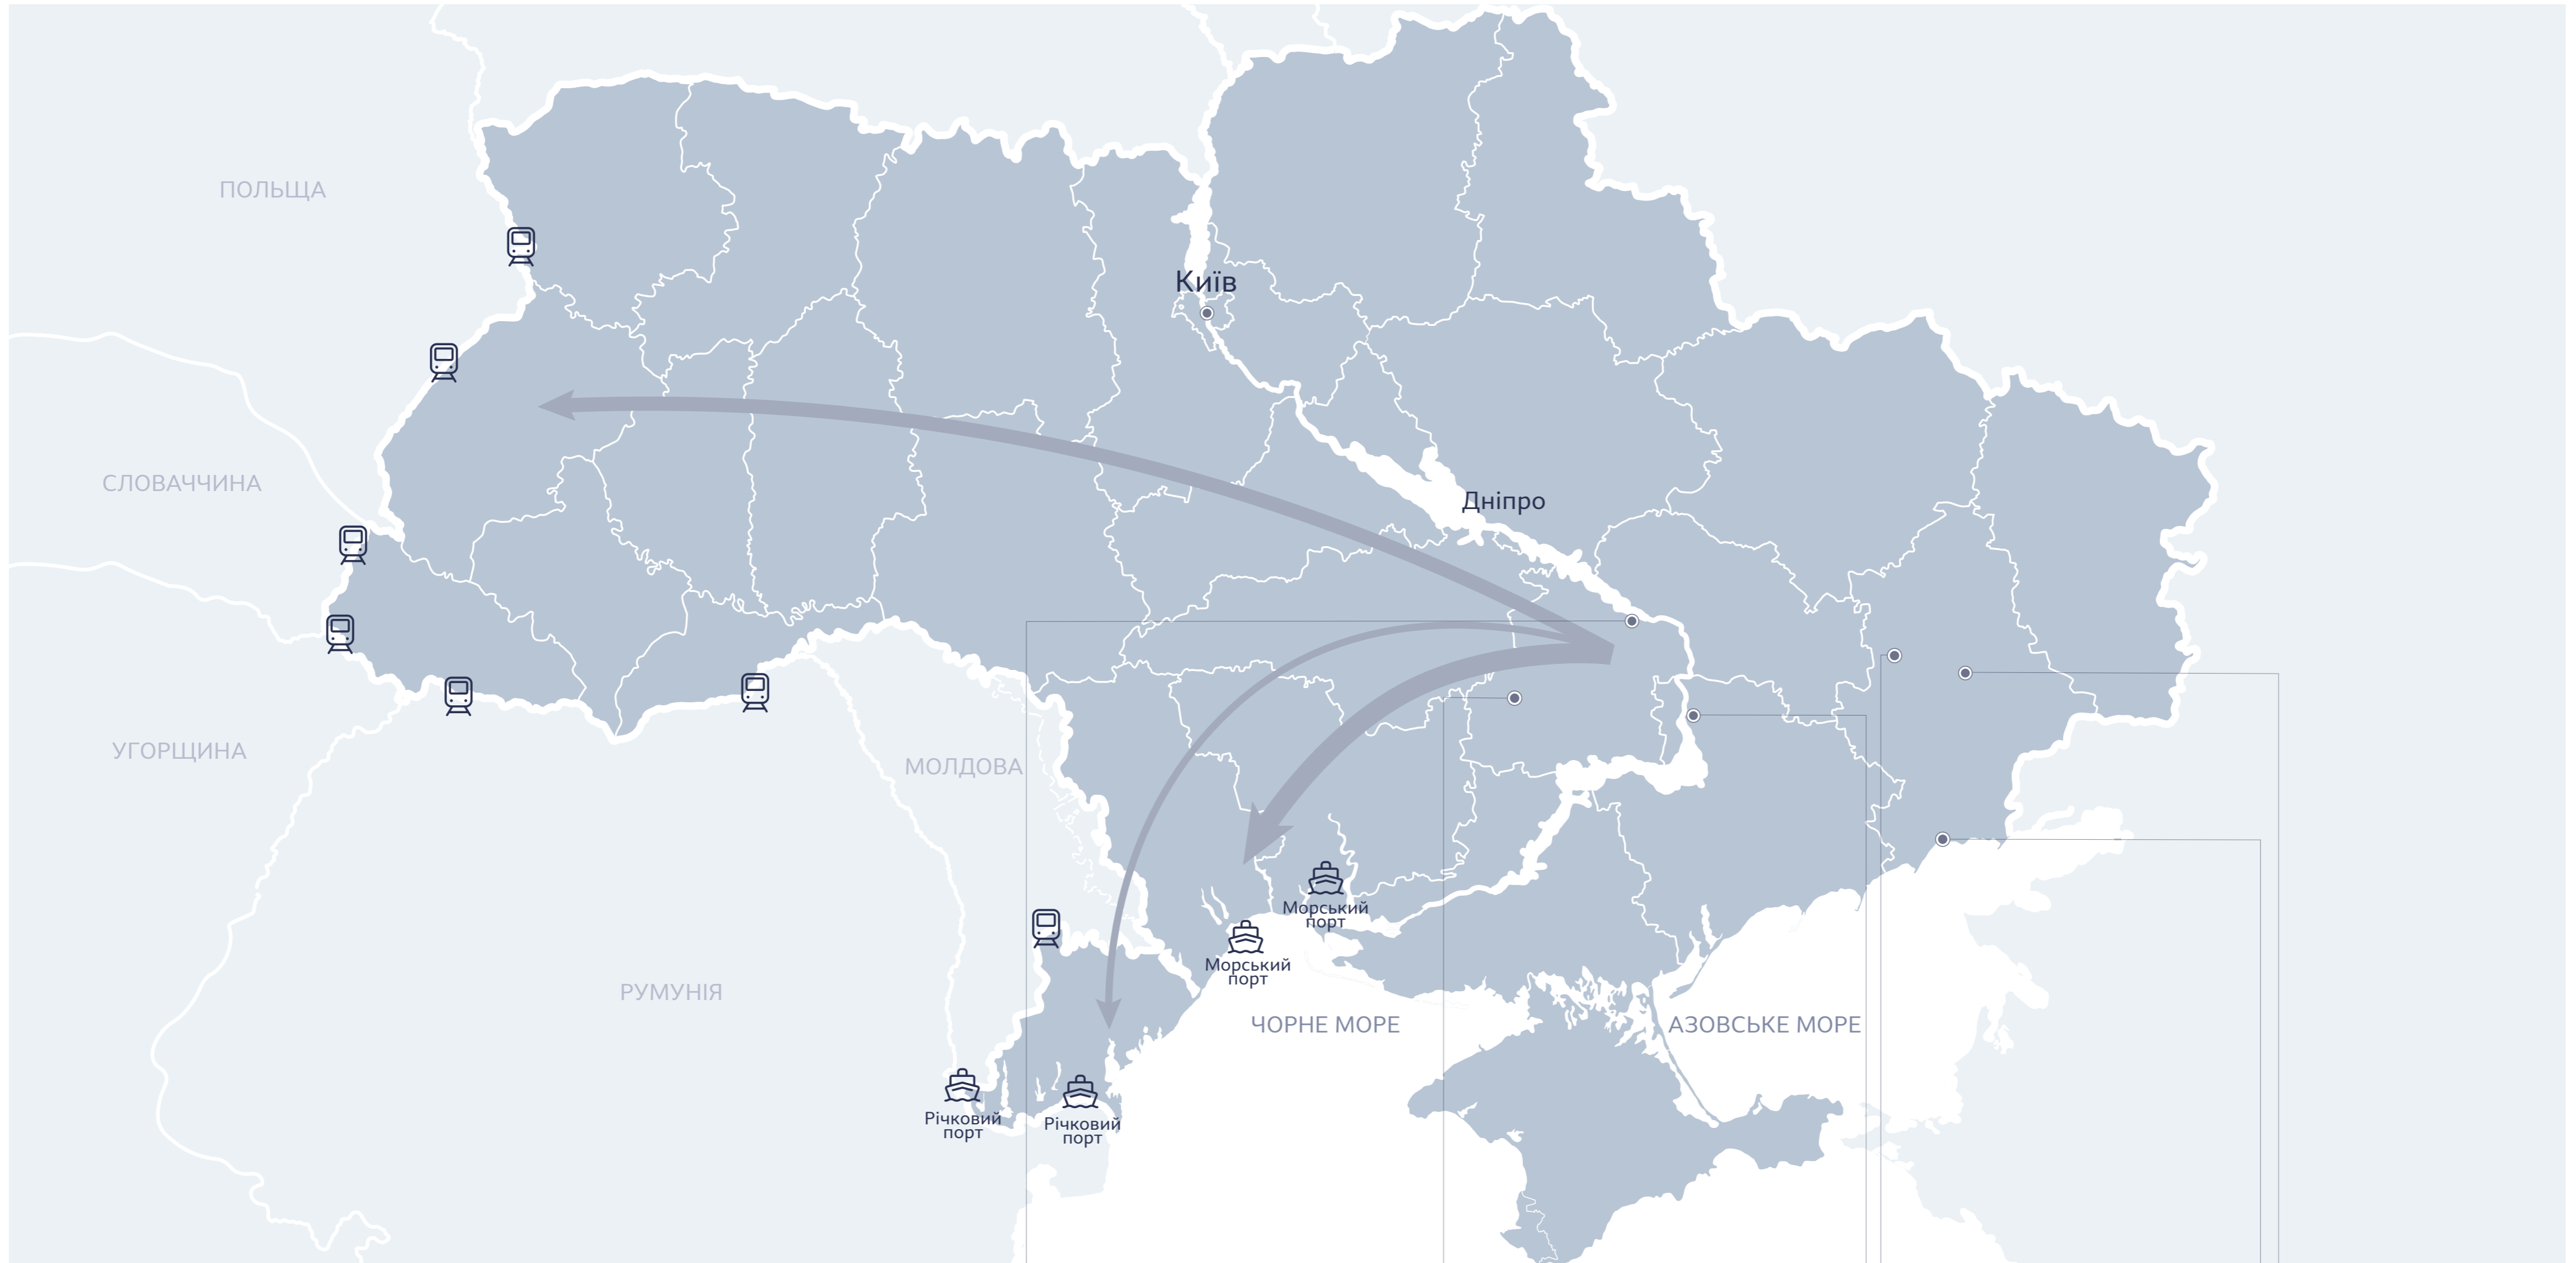 ПОЛЬЩА
Київ
СЛОВАЧЧИНА
Дніпро
УГОРЩИНА
МОЛДОВА
Морський
порт
Морський
порт
РУМУНІЯ
ЧОРНЕ МОРЕ
АЗОВСЬКЕ МОРЕ
Річковий
порт
Річковий
порт